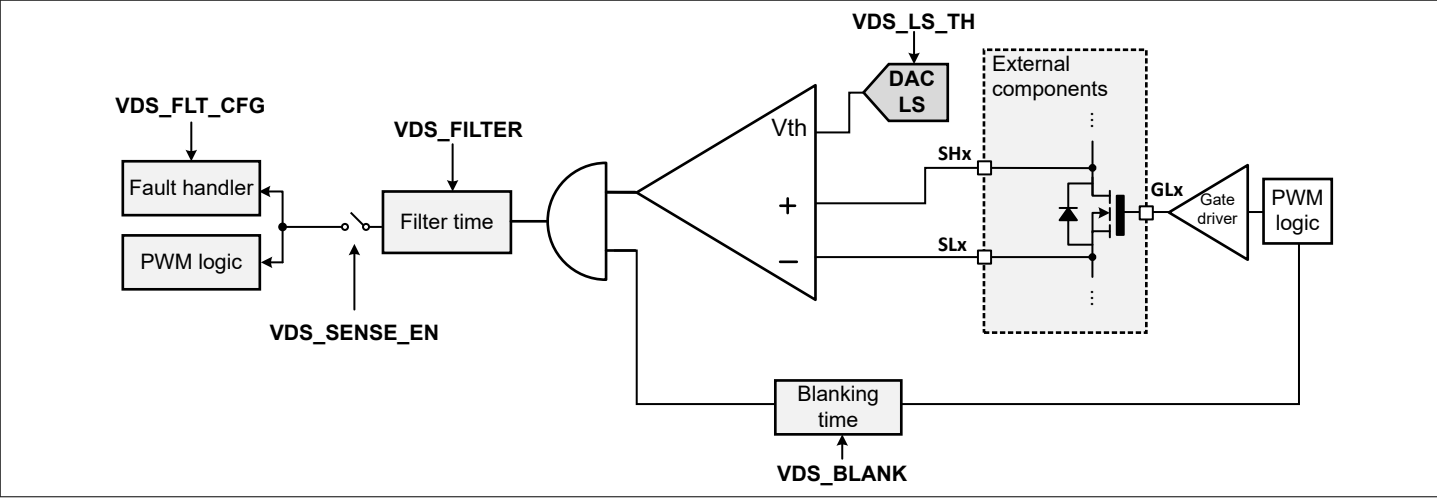 VDS_LS_TH
DAC
LS
External
components
VDS_FLT_CFG
VDS_FILTER
Vth
Fault handler
Filter time
PWM logic
VDS_SENSE_EN
SHx
+
SLx
−
GLx
Gate
driver
PWM
logic
Blanking
time
VDS_BLANK